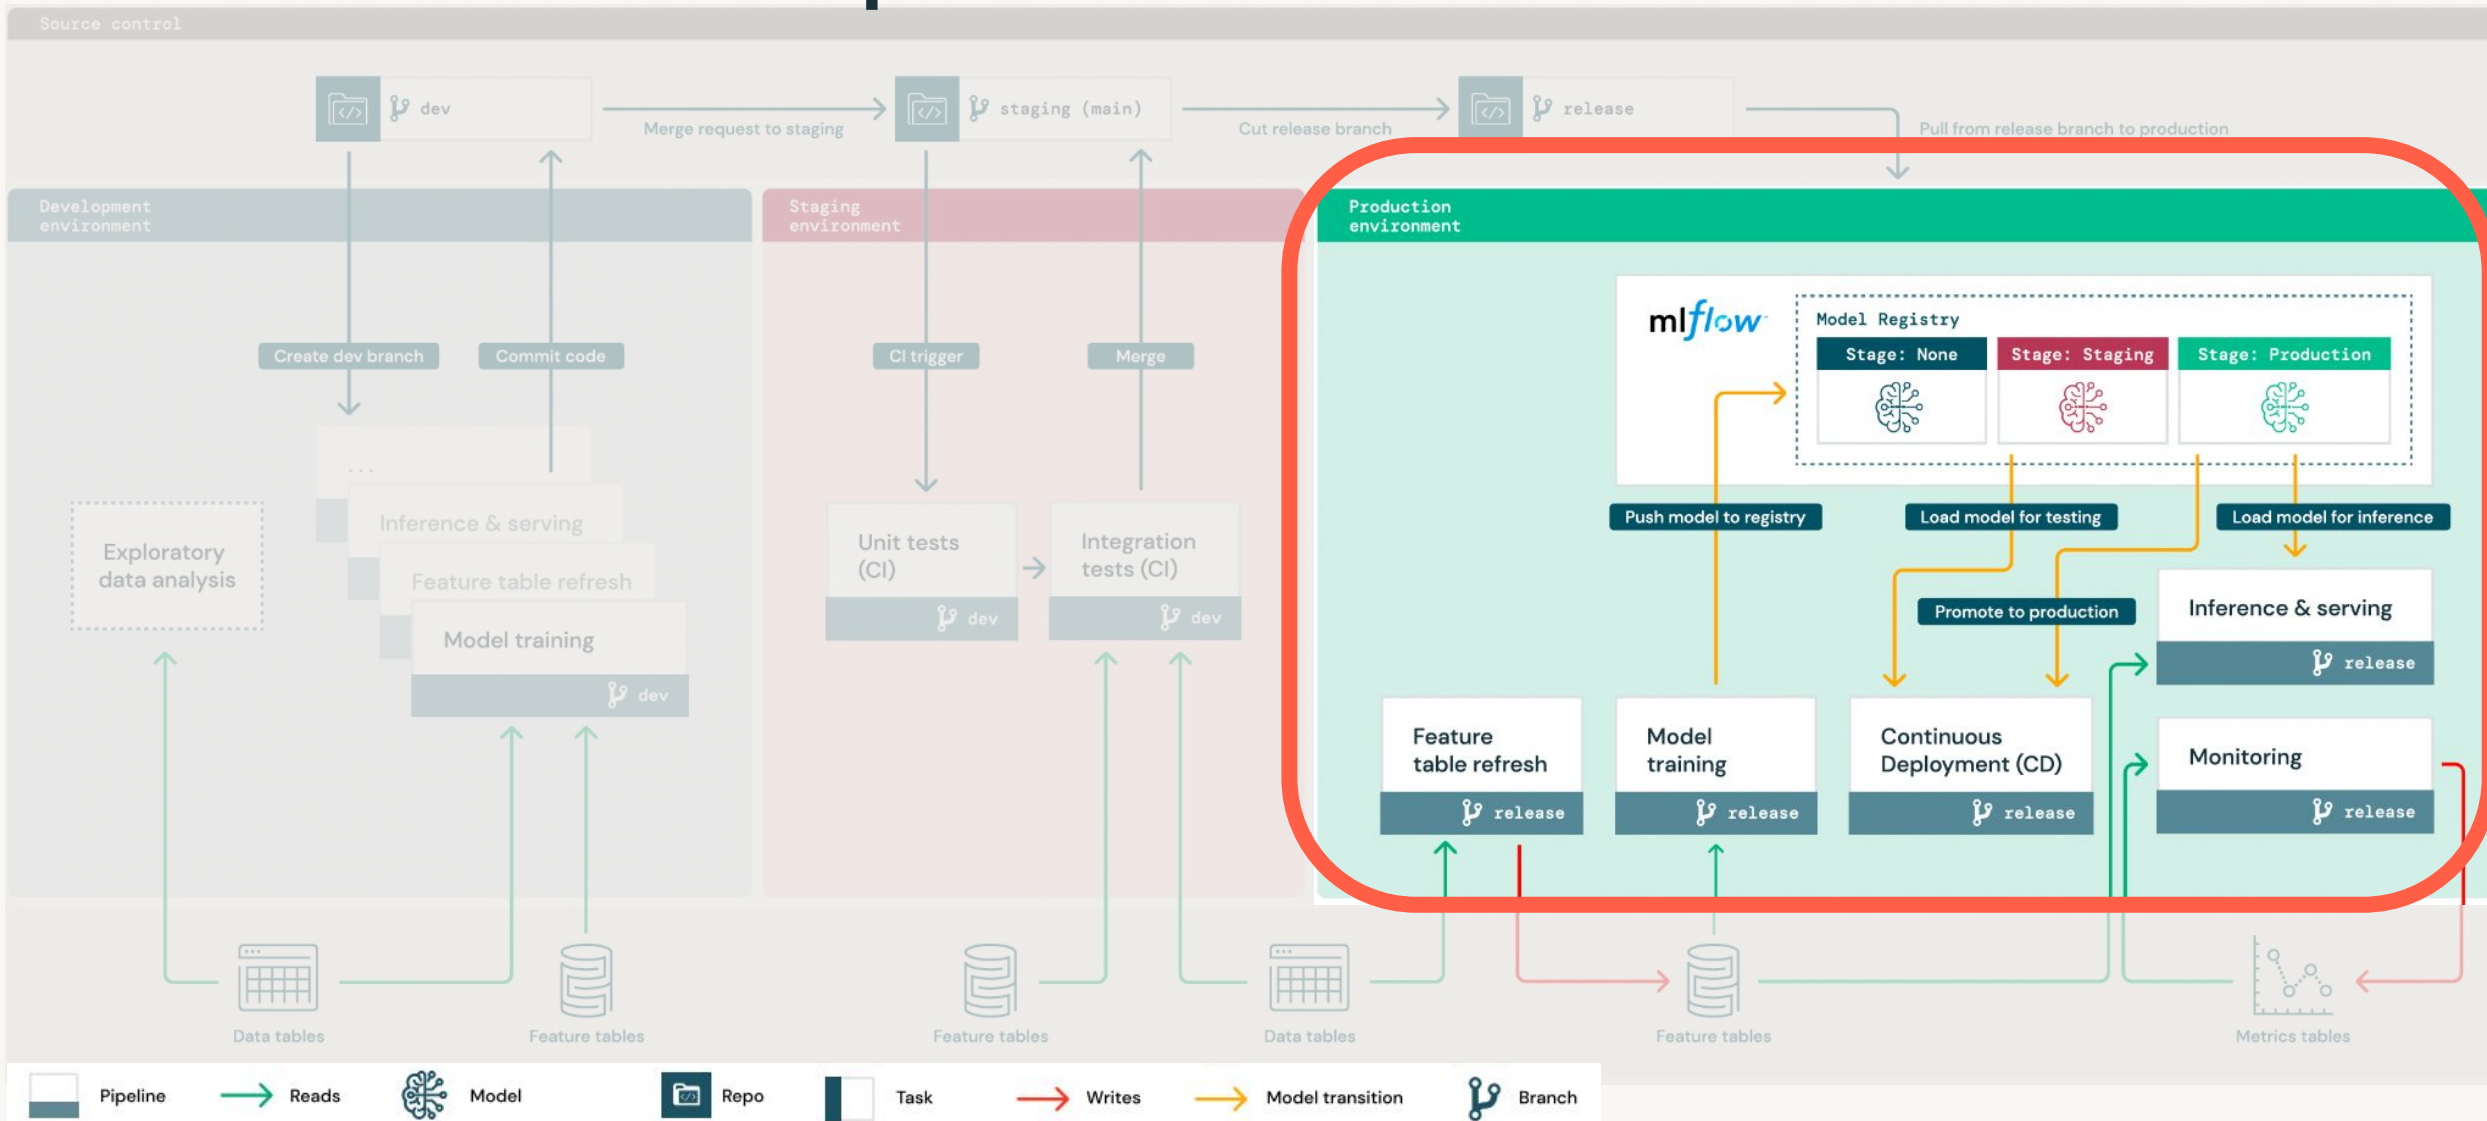 Source control
dev
Merge request to staging
staging (main)
Cut release branch
release
Pull from release branch to production
Development
environment
Staging
environment
Production
environment
mlflow
Model Registry
Stage: None
Stage: Staging
Stage: Production
Create dev branch
Commit code
CI trigger
Merge
...
Inference & serving
Feature table refresh
Model training
dev
Exploratory
data analysis
Unit tests
(CI)
dev
Integration
tests (CI)
dev
Push model to registry
Load model for testing
Load model for inference
Promote to production
Inference & serving
release
Feature
table refresh
release
Model
training
release
Continuous
Deployment (CD)
release
Monitoring
release
Data tables
Feature tables
Feature tables
Data tables
Feature tables
Metrics tables
Pipeline
Reads
Model
Repo
Task
Writes
Model transition
Branch